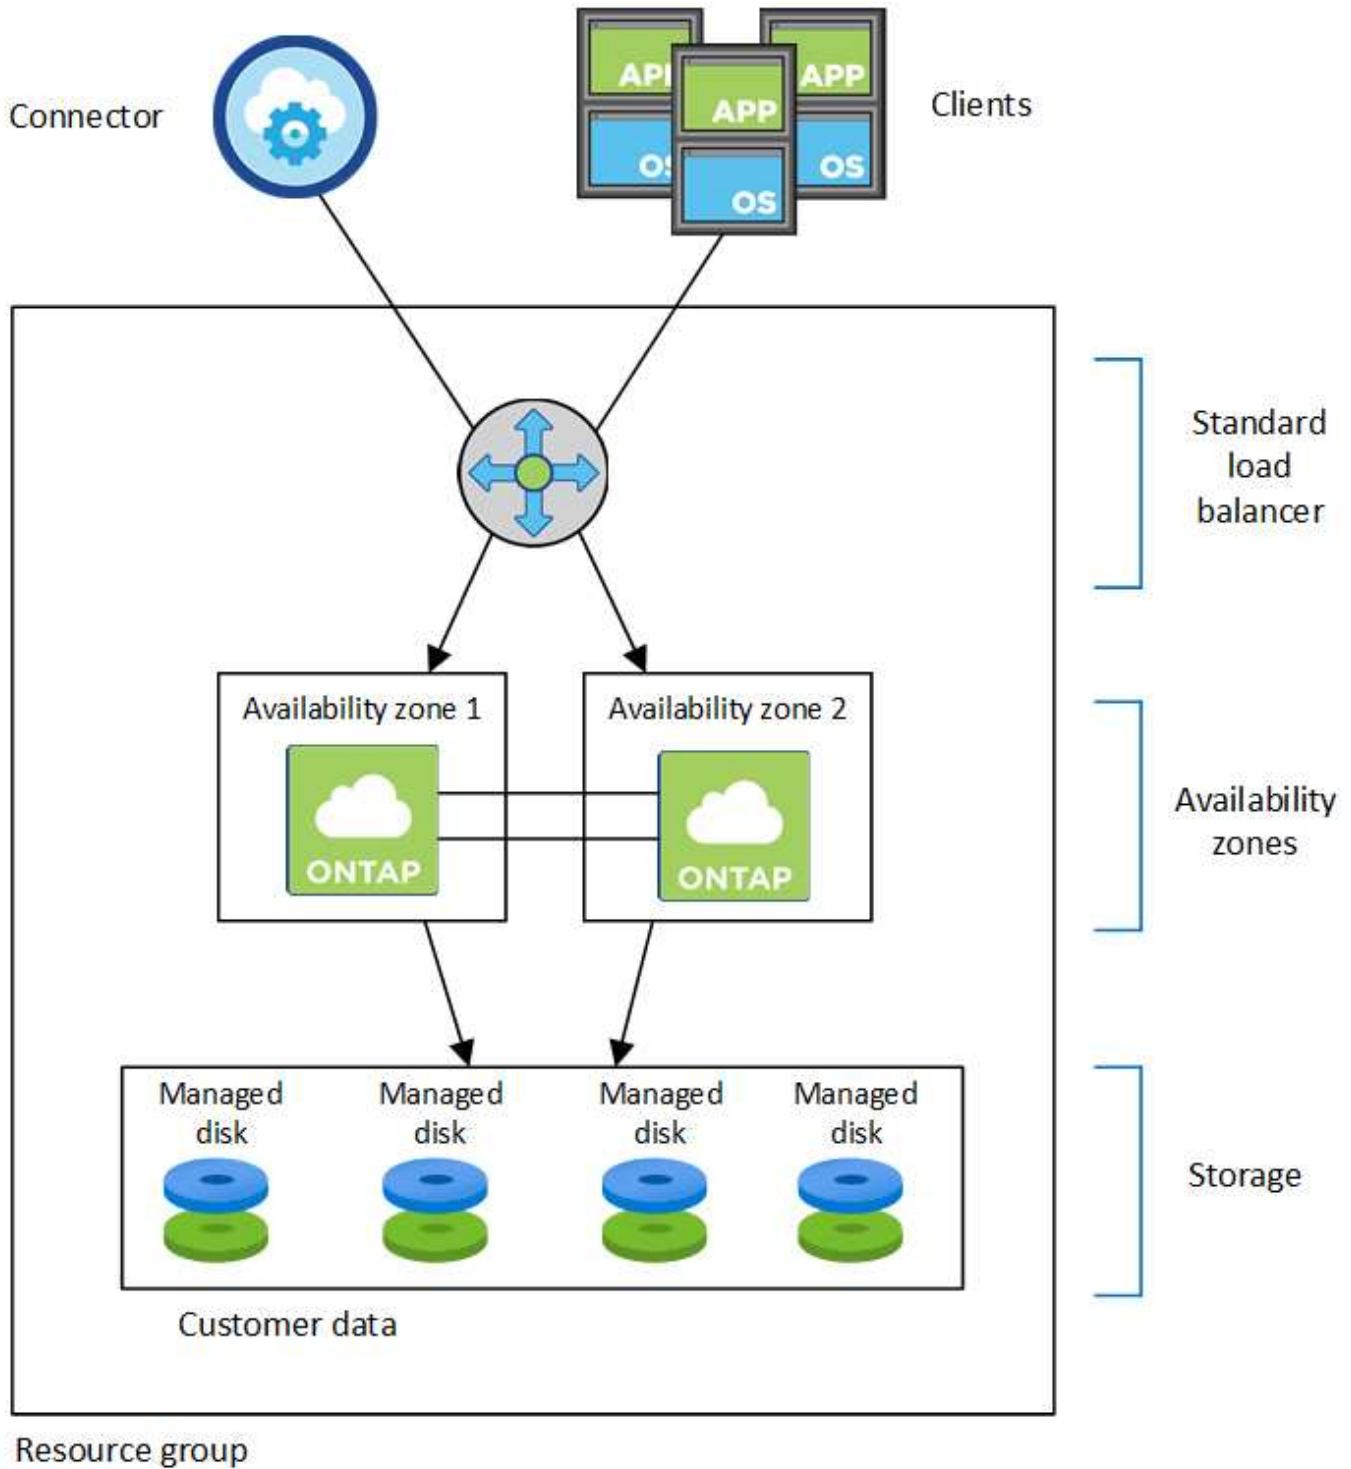 Connector
APP
APP
APP
OS
OS
OS
Clients
Standard
load
balancer
Availability zone 1
ONTAP
Availability zone 2
ONTAP
Availability
zones
Managed
disk
Managed
disk
Managed
disk
Managed
disk
Storage
Customer data
Resource group